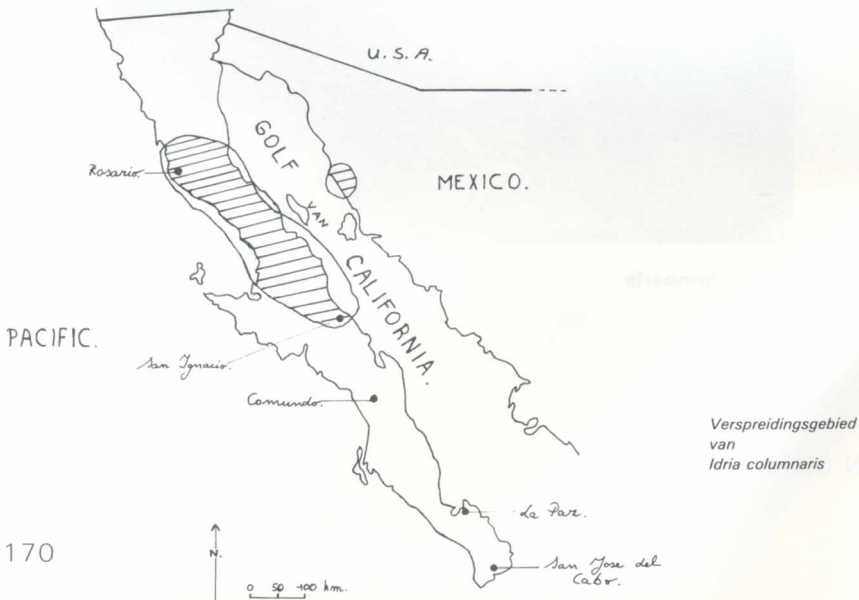 U.S.A.
GOLF
VAN
CALIFORNIA.
MEXICO.
Rosario.
PACIFIC.
San Ignacio.
Comundo.
Verspreidingsgebied
van
Idria columnaris
La Paz.
San Jose del
Cabo.
170
N.
0 50 100 km.